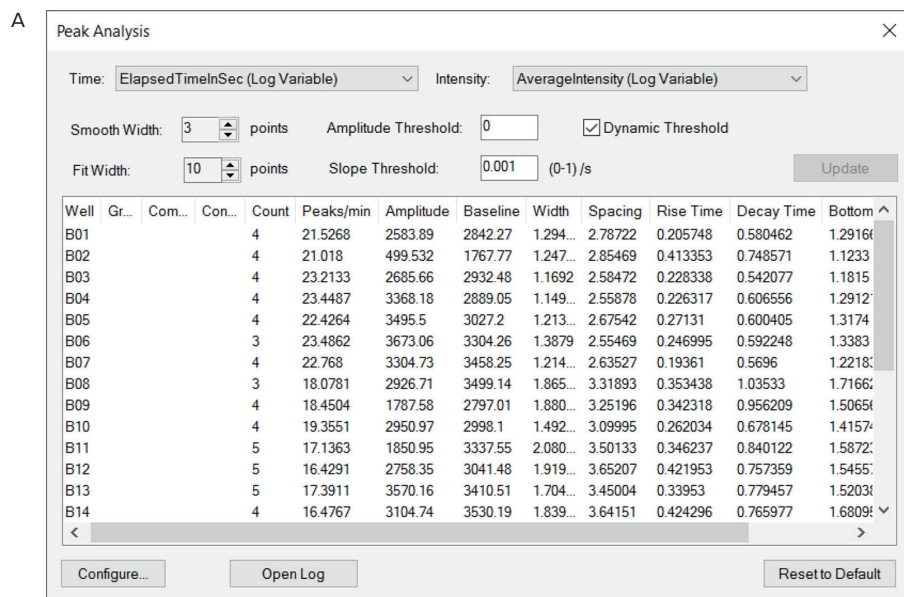 A
Peak Analysis
Time: ElapsedTimeInSec (Log Variable) Intensity: AverageIntensity (Log Variable)
Smooth Width: 3 points Amplitude Threshold: 0 Dynamic Threshold
Fit Width: 10 points Slope Threshold: 0.001 (0-1) /s Update
Well Gr... Com... Con... Count Peaks/min Amplitude Baseline Width Spacing Rise Time Decay Time Bottom
B01 4 21.5268 2583.89 2842.27 1.294... 2.78722 0.205748 0.580462 1.29166
B02 4 21.018 499.532 1767.77 1.247... 2.85469 0.413353 0.748571 1.1233
B03 4 23.2133 2685.66 2932.48 1.1692 2.58472 0.228338 0.542077 1.1815
B04 4 23.4487 3368.18 2889.05 1.149... 2.55878 0.226317 0.606556 1.2912
B05 4 22.4264 3495.5 3027.2 1.213... 2.67542 0.27131 0.600405 1.3174
B06 3 23.4862 3673.06 3304.26 1.3879 2.55469 0.246995 0.592248 1.3383
B07 4 22.768 3304.73 3458.25 1.214... 2.63527 0.19361 0.5696 1.2218
B08 3 18.0781 2926.71 3499.14 1.865... 3.31893 0.353438 1.03533 1.7166
B09 4 18.4504 1787.58 2797.01 1.880... 3.25196 0.342318 0.956209 1.5065
B10 4 19.3551 2950.97 2998.1 1.492... 3.09995 0.262034 0.678145 1.4157
B11 5 17.1363 1850.95 3337.55 2.080... 3.50133 0.346237 0.840122 1.5872
B12 5 16.4291 2758.35 3041.48 1.919... 3.65207 0.421953 0.757359 1.5455
B13 5 17.3911 3570.16 3410.51 1.704... 3.45004 0.33953 0.779457 1.5203
B14 4 16.4767 3104.74 3530.19 1.839... 3.64151 0.424296 0.765977 1.6809
Configure... Open Log Reset to Default